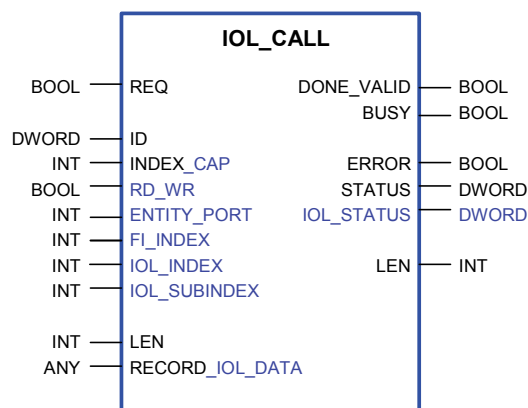 IOL_CALL
BOOL REQ DONE_VALID BOOL
BUSY BOOL
DWORD ID
INT INDEX_CAP ERROR BOOL
BOOL RD_WR STATUS DWORD
INT ENTITY_PORT IOL_STATUS DWORD
INT FI_INDEX
INT IOL_INDEX LEN INT
INT IOL_SUBINDEX
INT LEN
ANY RECORD_IOL_DATA